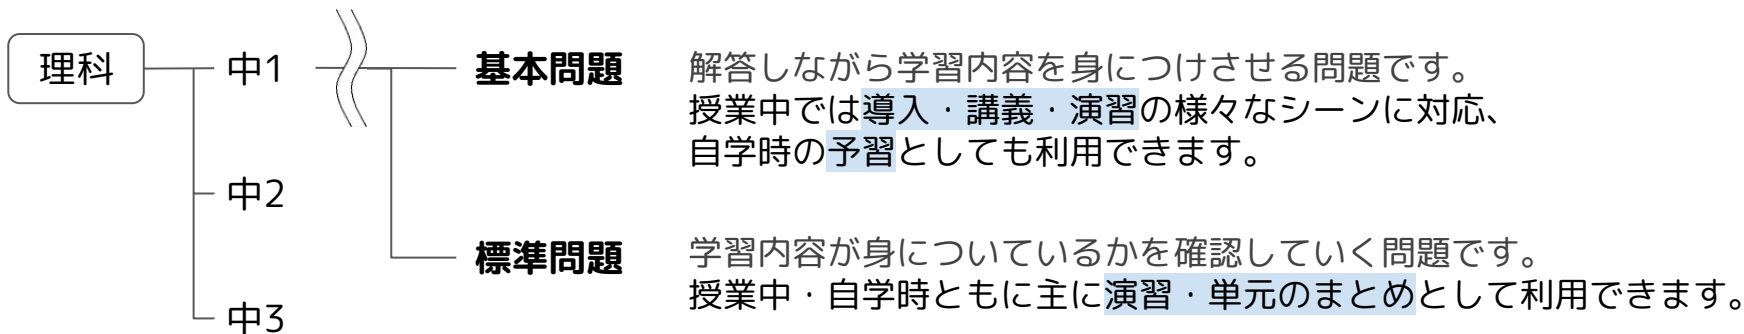 理科
中1
基本問題
解答しながら学習内容を身につけさせる問題です。
授業中では導入・講義・演習の様々なシーンに対応、
自学時の予習としても利用できます。
中2
標準問題
学習内容が身についているかを確認していく問題です。
授業中・自学時ともに主に演習・単元のまとめとして利用できます。
中3